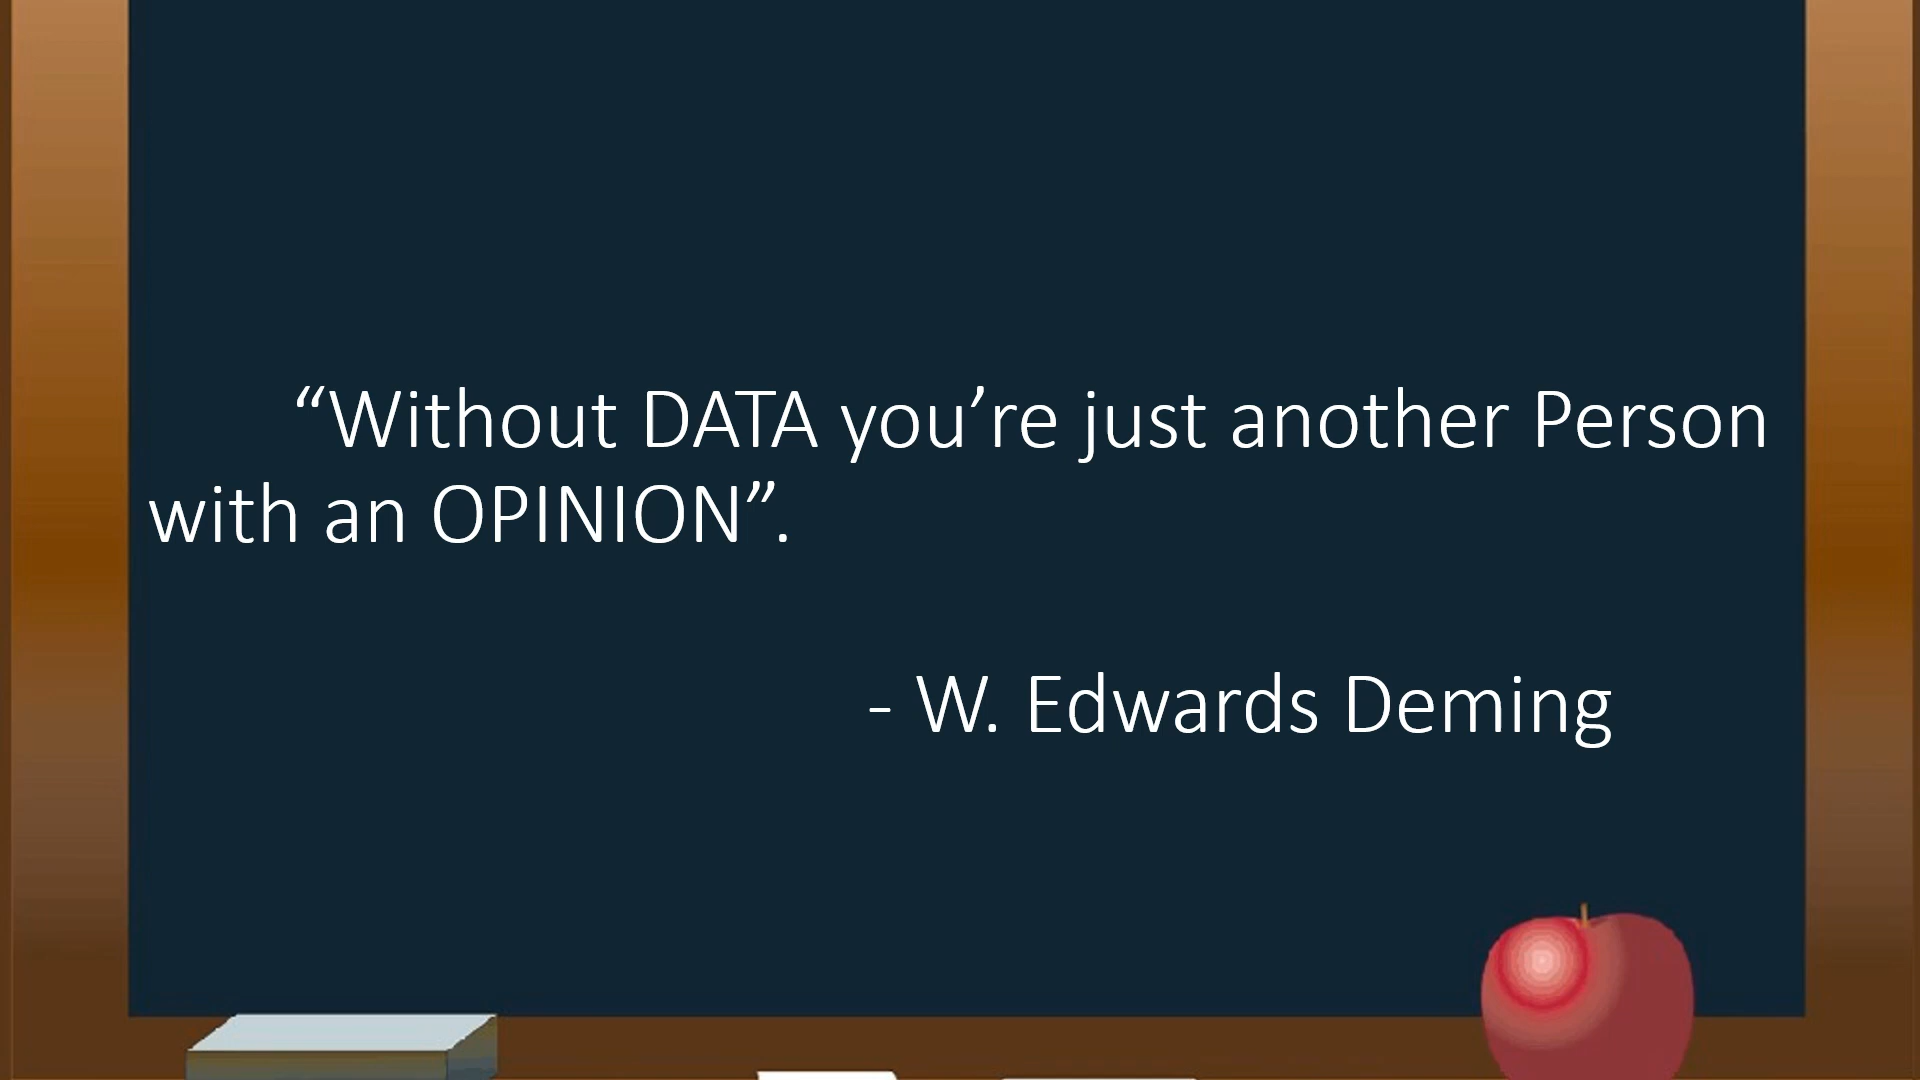 “Without DATA you’re just another Person
with an OPINION”.
- W. Edwards Deming